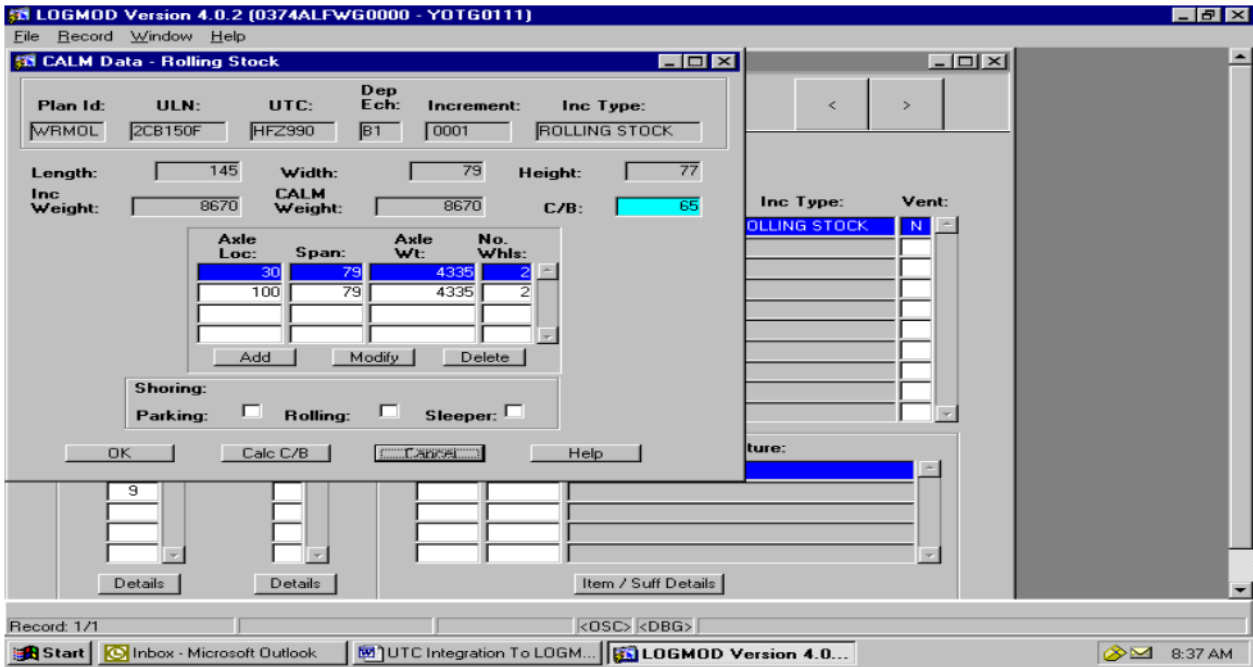 LOGMOD Version 4.0.2 (0374ALFWG0000 - YOTG0111)
File Record Window Help
CALM Data - Rolling Stock
Plan Id: ULN: UTC: Dep Ech: Increment: Inc Type:
WRMOL 2CB150F HFZ990 B1 0001 ROLLING STOCK
< >
Length: 145 Width: 79 Height: 77
Inc Weight: 8670 CALM Weight: 8670 C/B: 65
Inc Type: Vent:
OLLING STOCK N
Axle Loc: Span: Axle Wt: No. Whls:
30 79 4335 2
100 79 4335 2
Add Modify Delete
Shoring:
Parking: Rolling: Sleeper:
OK Calc C/B Cancel Help
ture:
9
Details Details Item / Suff Details
Record: 1/1 <OSC> <DBG>
Start Inbox - Microsoft Outlook UTC Integration To LOGM... LOGMOD Version 4.0... 8:37 AM